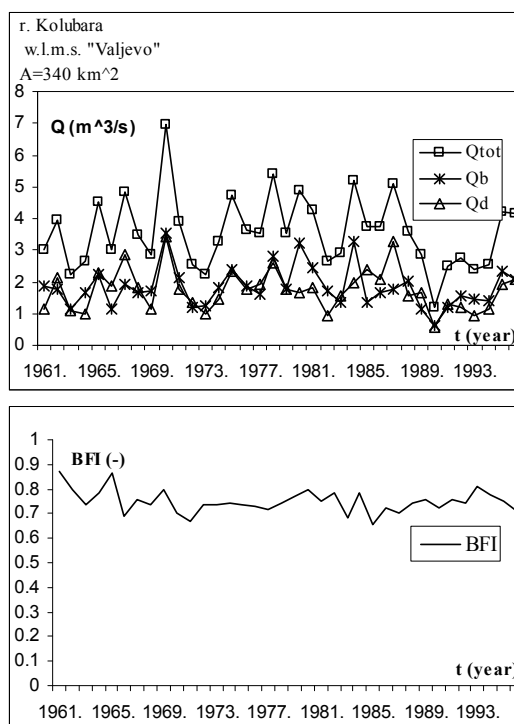 r. Kolubara
w.l.m.s. "Valjevo"
A=340 km^2
8
7
6
5
4
3
2
1
0
Q (m^3/s)
Qtot
Qb
Qd
t (year)
1961. 1965. 1969. 1973. 1977. 1981. 1985. 1989. 1993.
1
0.9
0.8
0.7
0.6
0.5
0.4
0.3
0.2
0.1
0
BFI (-)
BFI
t (year)
1961. 1965. 1969. 1973. 1977. 1981. 1985. 1989. 1993.